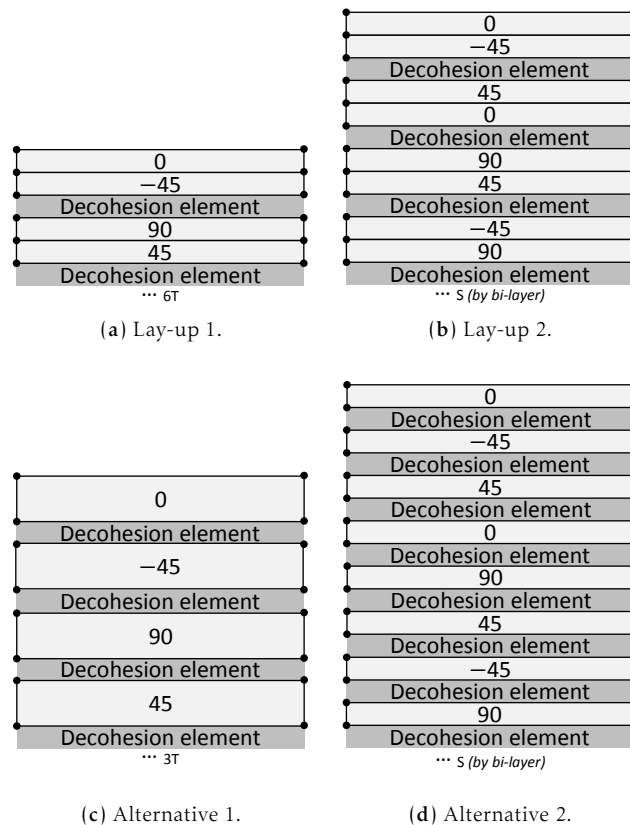 0
−45
Decohesion element
90
45
Decohesion element
··· 6T
(a) Lay-up 1.
0
−45
Decohesion element
45
0
Decohesion element
90
45
Decohesion element
−45
90
Decohesion element
··· S (by bi-layer)
(b) Lay-up 2.
0
Decohesion element
−45
Decohesion element
90
Decohesion element
45
Decohesion element
··· 3T
(c) Alternative 1.
0
Decohesion element
−45
Decohesion element
45
Decohesion element
0
Decohesion element
90
Decohesion element
45
Decohesion element
−45
Decohesion element
90
Decohesion element
··· S (by bi-layer)
(d) Alternative 2.